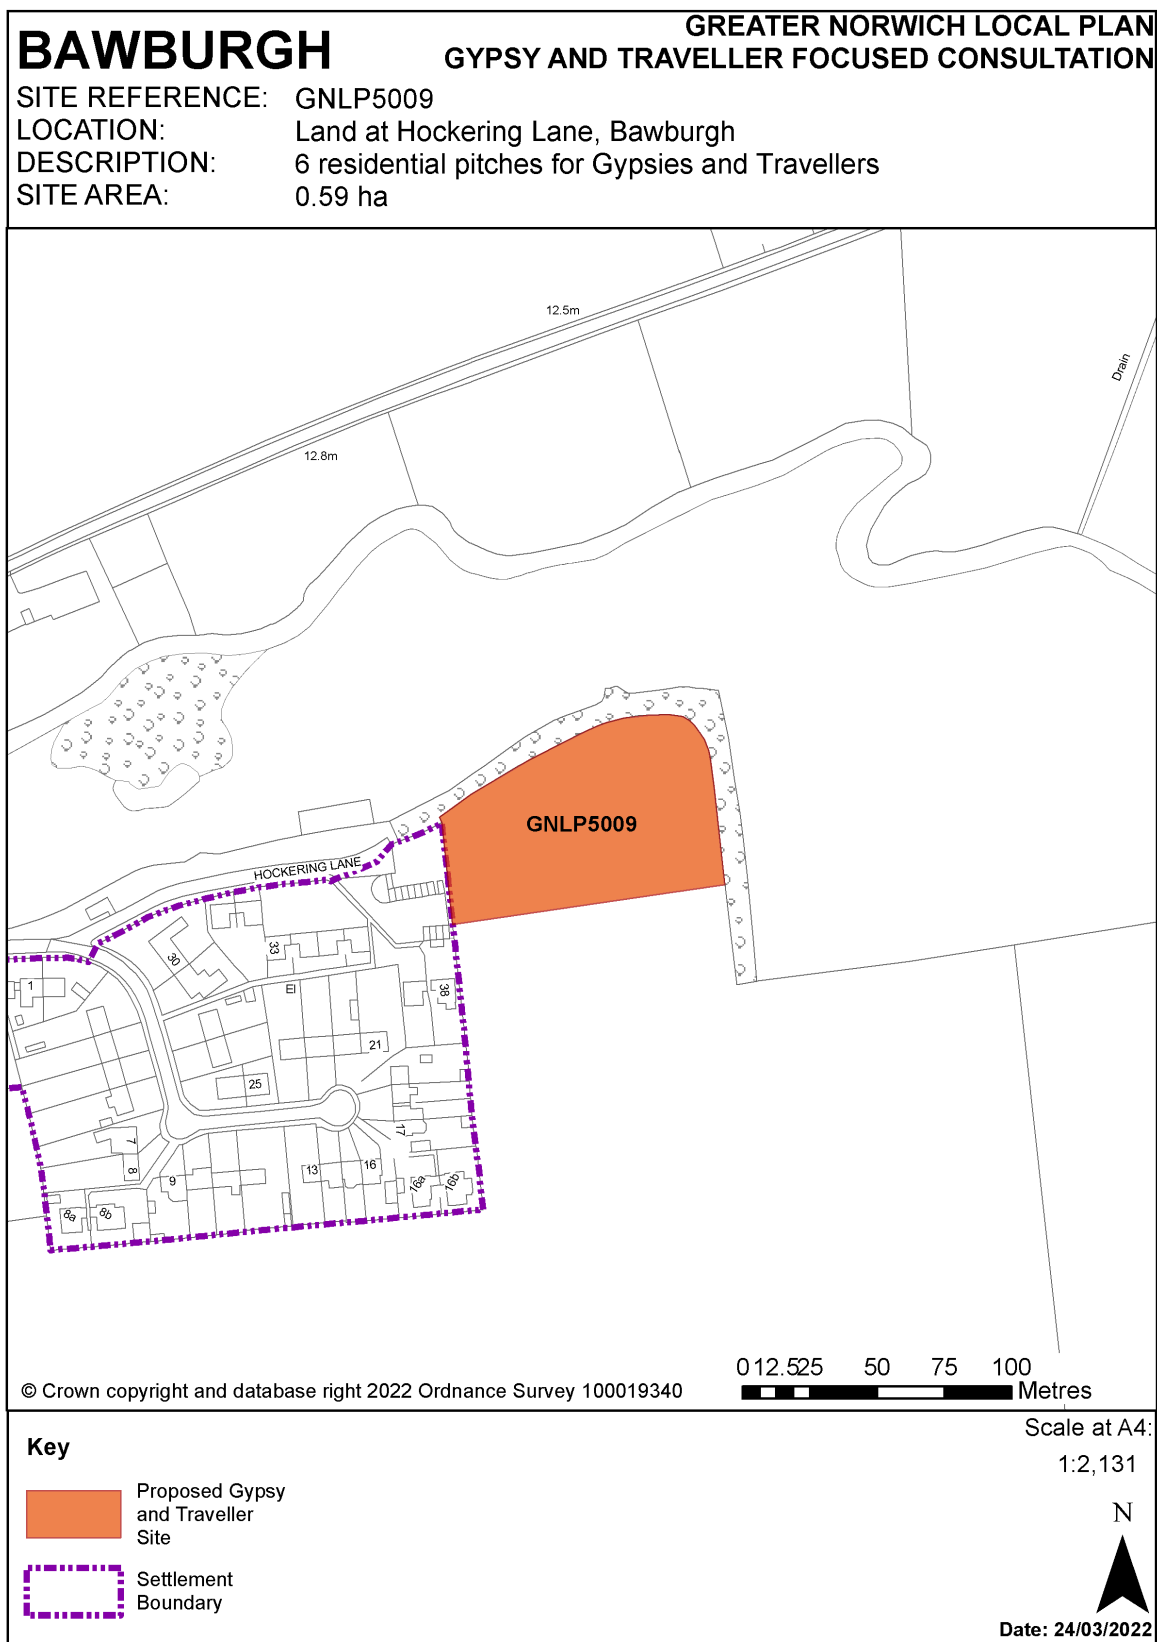 BAWBURGH
GREATER NORWICH LOCAL PLAN
GYPSY AND TRAVELLER FOCUSED CONSULTATION
SITE REFERENCE: GNLP5009
LOCATION: Land at Hockering Lane, Bawburgh
DESCRIPTION: 6 residential pitches for Gypsies and Travellers
SITE AREA: 0.59 ha
12.5m
Drain
12.8m
GNLP5009
HOCKERING LANE
30
33
1
El
38
21
25
7
17
8
9
13
16
16a
16b
8a
8b
0 12.5 25 50 75 100
Metres
© Crown copyright and database right 2022 Ordnance Survey 100019340
Key
Proposed Gypsy
and Traveller
Site
Settlement
Boundary
Scale at A4:
1:2,131
N
Date: 24/03/2022